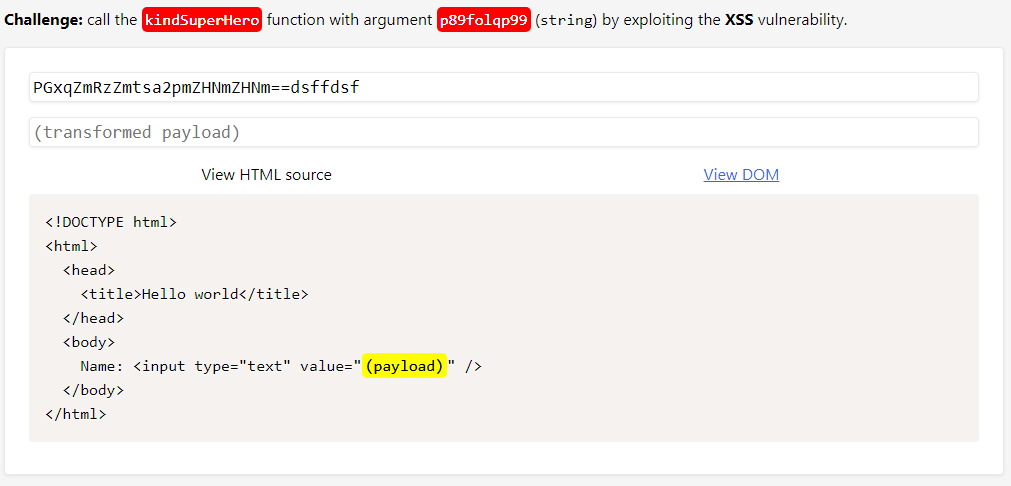 Challenge: call the kindSuperHero function with argument p89folqp99 (string) by exploiting the XSS vulnerability.
PGxqZmRzZmtsa2pmZHNmZHNm==dsffdsf
(transformed payload)
View HTML source View DOM
<!DOCTYPE html>
<html>
<head>
<title>Hello world</title>
</head>
<body>
Name: <input type="text" value="(payload)" />
</body>
</html>